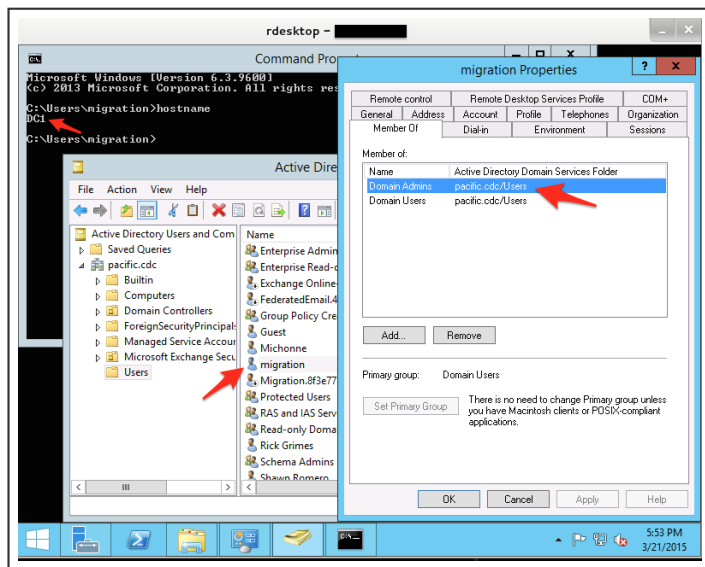 rdesktop -
Command Pro
Microsoft Windows [Version 6.3.9600]
(c) 2013 Microsoft Corporation. All rights res
C:\Users\migration>hostname
DC1
C:\Users\migration>
Active Dire
File Action View Help
Active Directory Users and Com
Saved Queries
pacific.cdc
Builtin
Computers
Domain Controllers
ForeignSecurityPrincipals
Managed Service Accour
Microsoft Exchange Secu
Users
Name
Enterprise Admin
Enterprise Read-o
Exchange Online-
FederatedEmail.4
Group Policy Cre
Guest
Michonne
migration
Migration.8f3e77
Protected Users
RAS and IAS Serv
Read-only Doma
Rick Grimes
Schema Admins
Shawn Romero
migration Properties
? x
Remote control Remote Desktop Services Profile COM+
General Address Account Profile Telephones Organization
Member Of Dial-in Environment Sessions
Member of:
Name Active Directory Domain Services Folder
Domain Admins pacific.cdc/Users
Domain Users pacific.cdc/Users
Add... Remove
Primary group: Domain Users
Set Primary Group
There is no need to change Primary group unless
you have Macintosh clients or POSIX-compliant
applications.
OK Cancel Apply Help
5:53 PM
3/21/2015